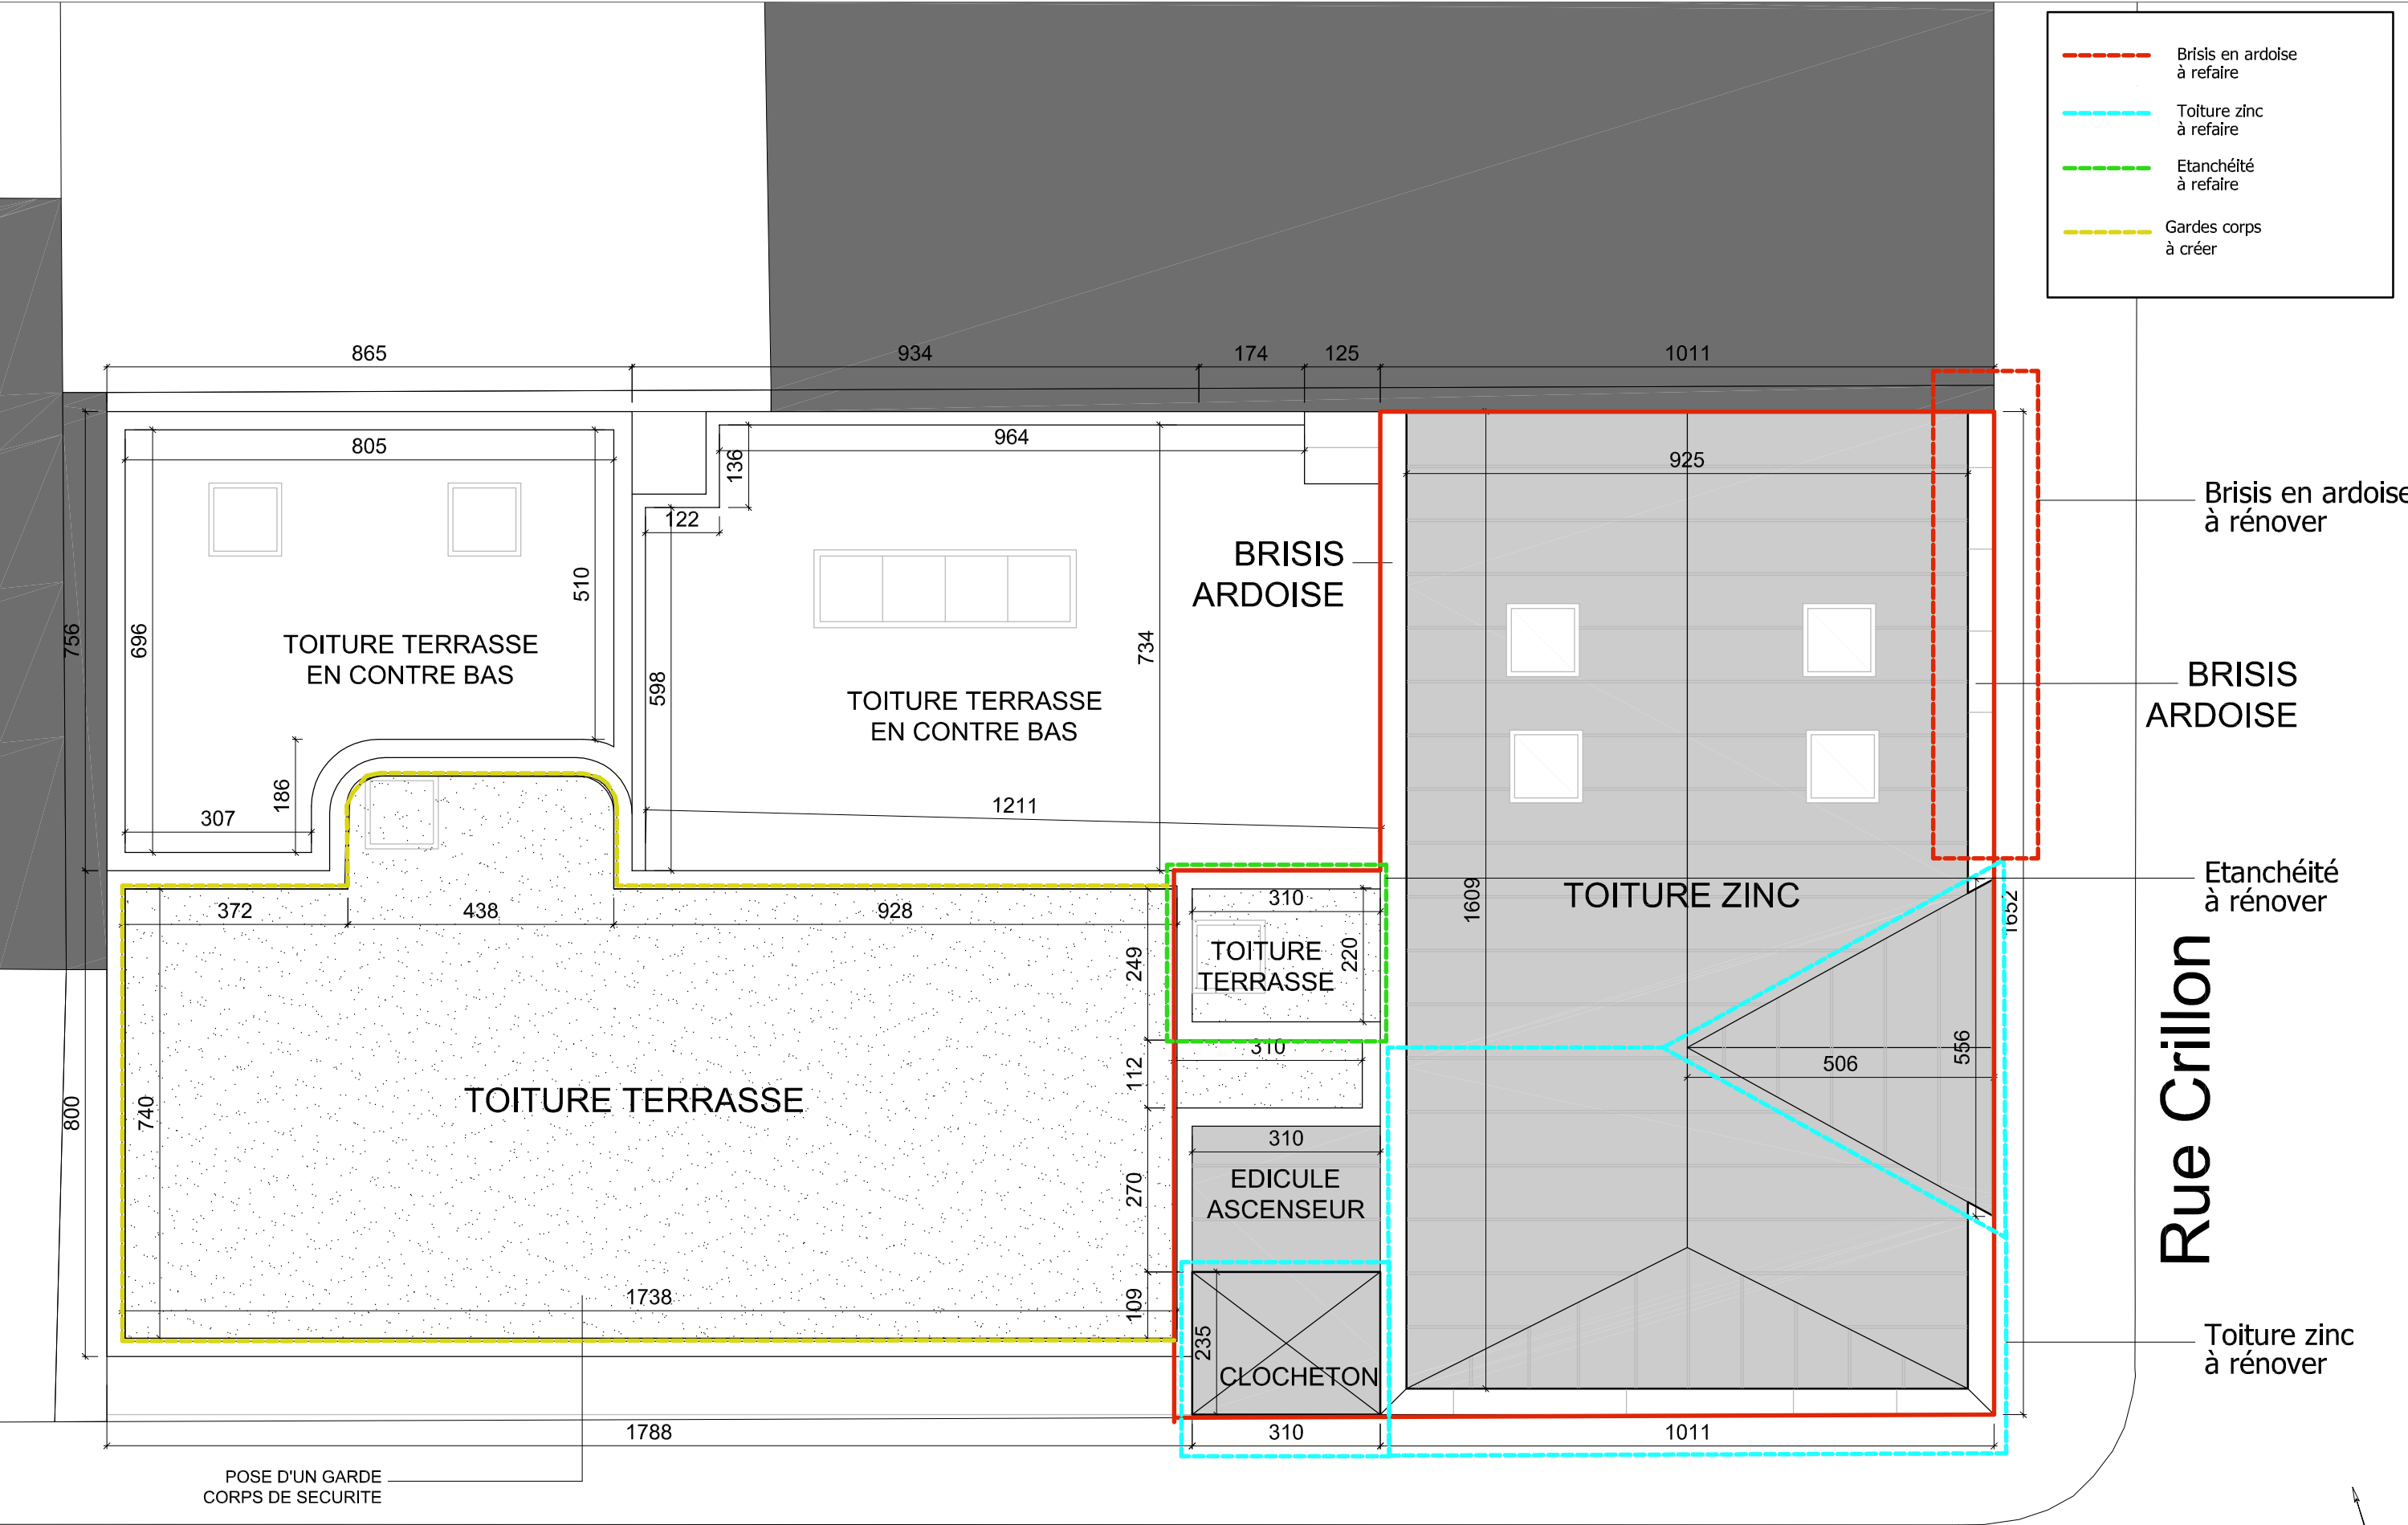 Brisis en ardoise
à refaire
Toiture zinc
à refaire
Etanchéité
à refaire
Gardes corps
à créer
865
934
174
125
1011
805
964
136
925
122
510
696
756
BRISIS
ARDOISE
Brisis en ardoise
à rénover
TOITURE TERRASSE
EN CONTRE BAS
598
734
TOITURE TERRASSE
EN CONTRE BAS
BRISIS
ARDOISE
186
307
1211
1609
TOITURE ZINC
1652
Etanchéité
à rénover
372
438
928
310
249
TOITURE
TERRASSE
220
310
112
506
556
Rue Crillon
800
740
TOITURE TERRASSE
310
270
EDICULE
ASCENSEUR
1738
109
235
CLOCHETON
Toiture zinc
à rénover
1788
310
1011
POSE D'UN GARDE
CORPS DE SECURITE